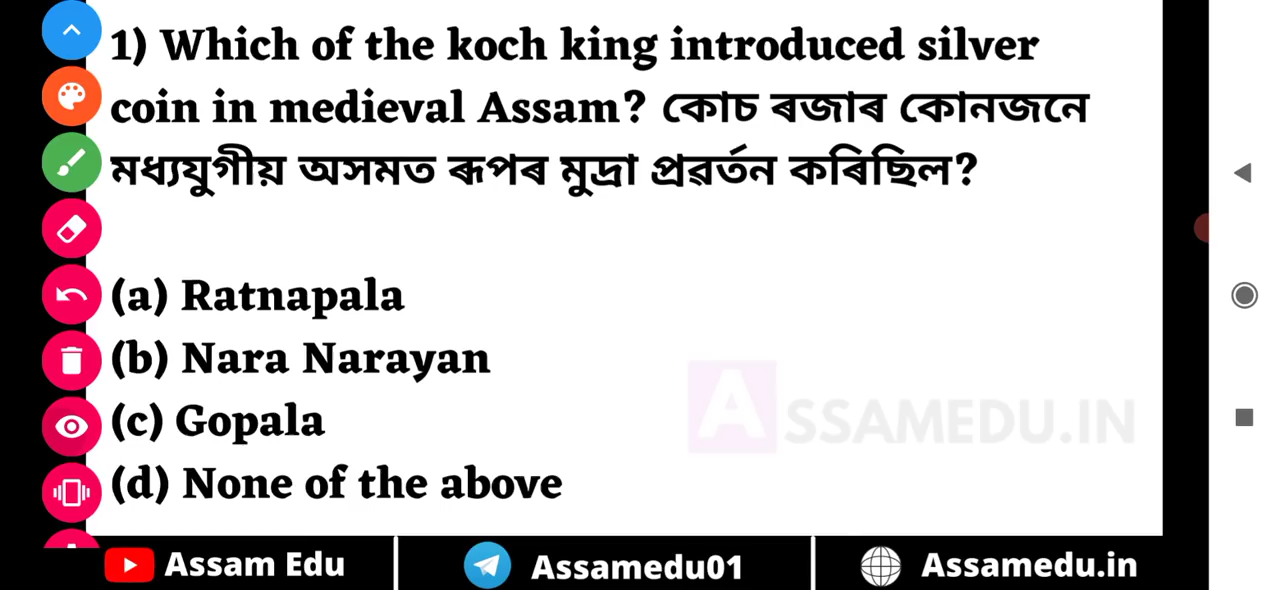 1) Which of the koch king introduced silver
coin in medieval Assam? কোচ ৰজাৰ কোনজনে
মধ্যযুগীয় অসমত ৰূপৰ মুদ্ৰা প্ৰৱৰ্তন কৰিছিল?
(a) Ratnapala
(b) Nara Narayan
(c) Gopala
(d) None of the above
ASSAMEDU.IN
Assam Edu
Assamedu01
Assamedu.in